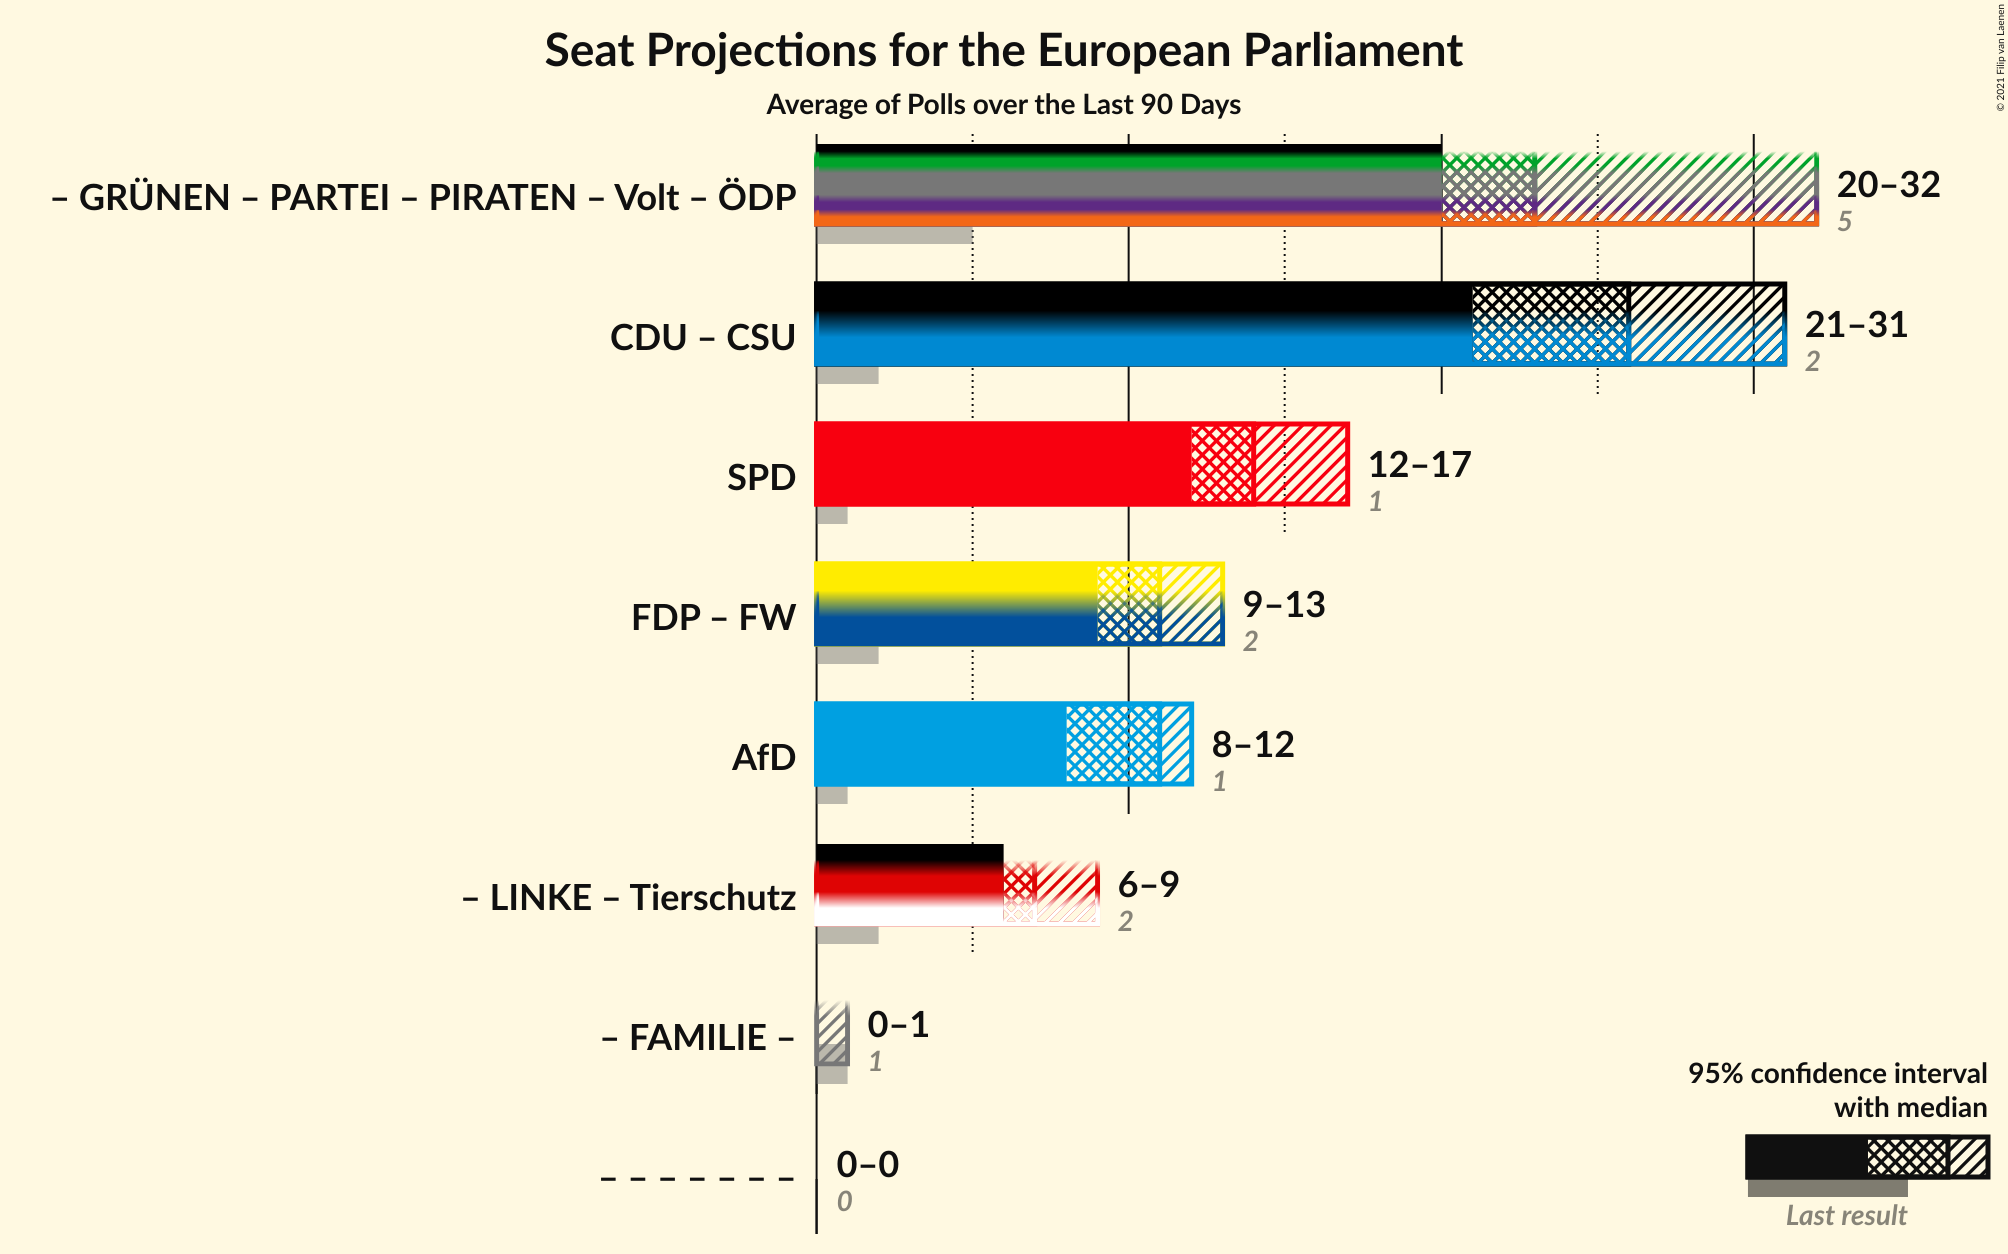 Seat Projections for the European Parliament
Average of Polls over the Last 90 Days
© 2021 Filip van Laenen
– GRÜNEN – PARTEI – PIRATEN – Volt – ÖDP
20–32
5
CDU – CSU
21–31
2
SPD
12–17
1
FDP – FW
9–13
2
AfD
8–12
1
– LINKE – Tierschutz
6–9
2
– FAMILIE –
0–1
1
– – – – – – –
0–0
0
95% confidence interval
with median
Last result